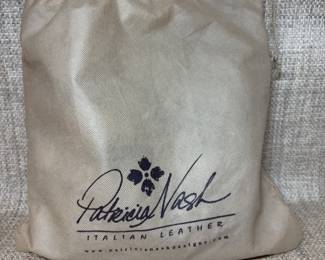 Patricia Nash
ITALIAN LEATHER
www.patricianashdesigns.com